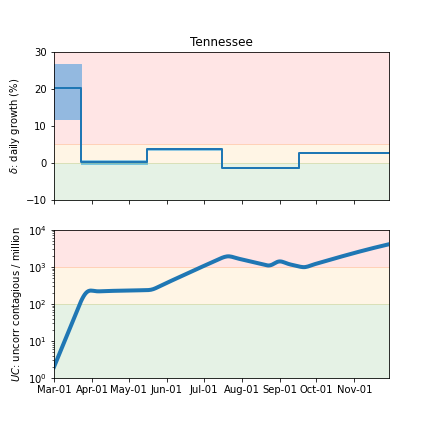 Tennessee
30
20
10
0
−10
δ: daily growth (%)
10⁴
10³
10²
10¹
10⁰
UC: uncorr contagious / million
Mar-01 Apr-01 May-01 Jun-01 Jul-01 Aug-01 Sep-01 Oct-01 Nov-01